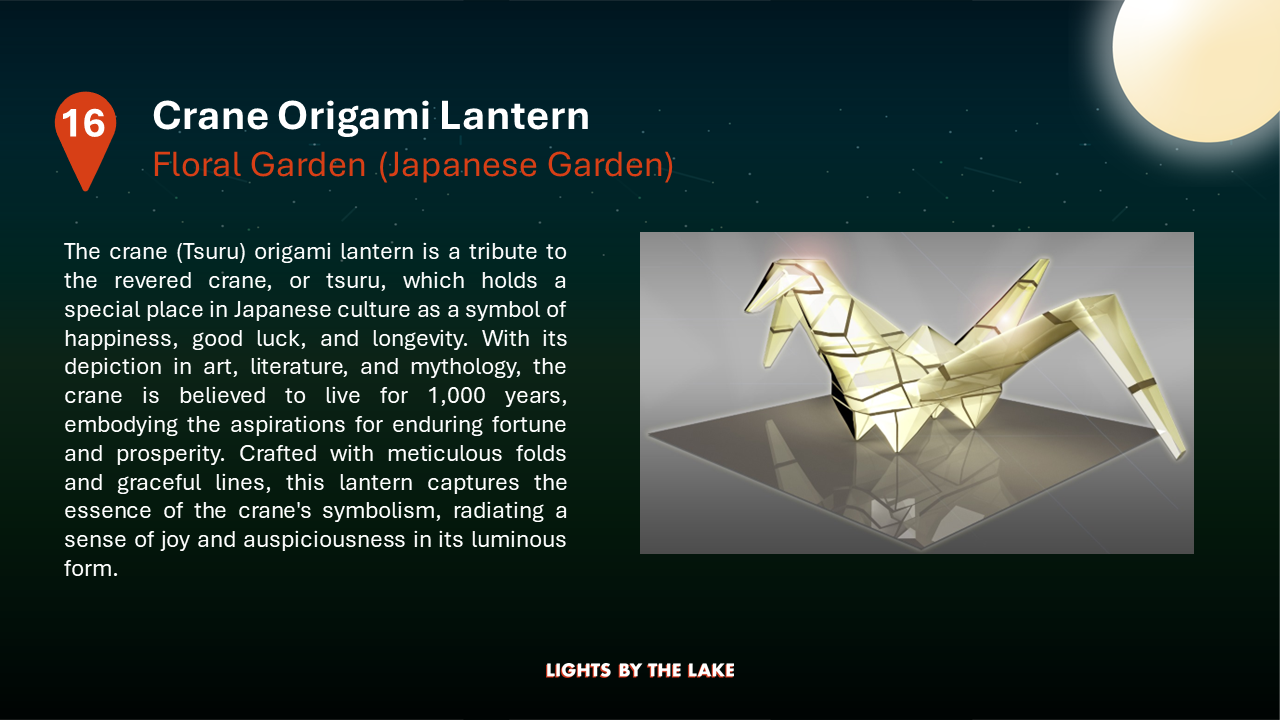 16
Crane Origami Lantern
Floral Garden (Japanese Garden)
The crane (Tsuru) origami lantern is a tribute to
the revered crane, or tsuru, which holds a
special place in Japanese culture as a symbol of
happiness, good luck, and longevity. With its
depiction in art, literature, and mythology, the
crane is believed to live for 1,000 years,
embodying the aspirations for enduring fortune
and prosperity. Crafted with meticulous folds
and graceful lines, this lantern captures the
essence of the crane's symbolism, radiating a
sense of joy and auspiciousness in its luminous
form.
LIGHTS BY THE LAKE